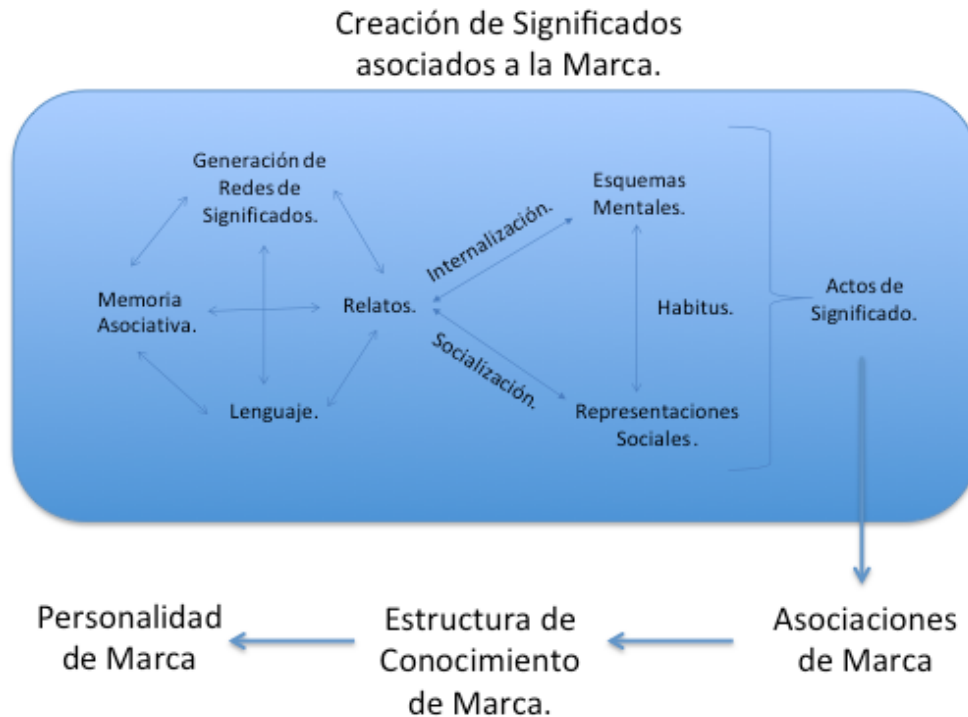 Creación de Significados
asociados a la Marca.
Generación de
Redes de
Significados.
Memoria
Asociativa.
Relatos.
Lenguaje.
Internalización.
Socialización.
Esquemas
Mentales.
Habitus.
Representaciones
Sociales.
Actos de
Significado.
Personalidad
de Marca
Estructura de
Conocimiento
de Marca.
Asociaciones
de Marca